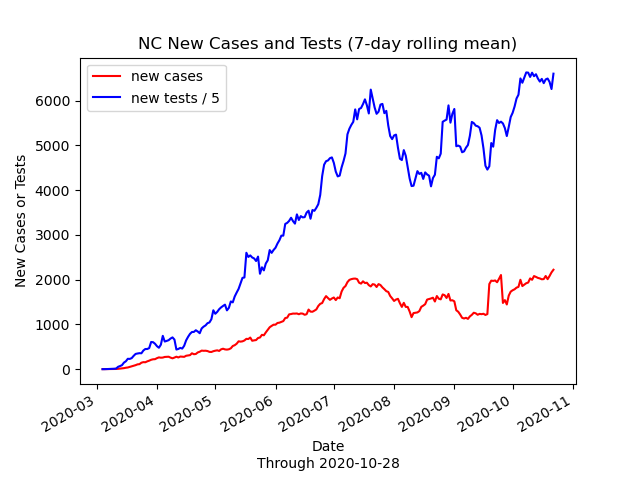 NC New Cases and Tests (7-day rolling mean)
new cases
new tests / 5
New Cases or Tests
6000
5000
4000
3000
2000
1000
0
2020-03
2020-04
2020-05
2020-06
2020-07
2020-08
2020-09
2020-10
2020-11
Date
Through 2020-10-28